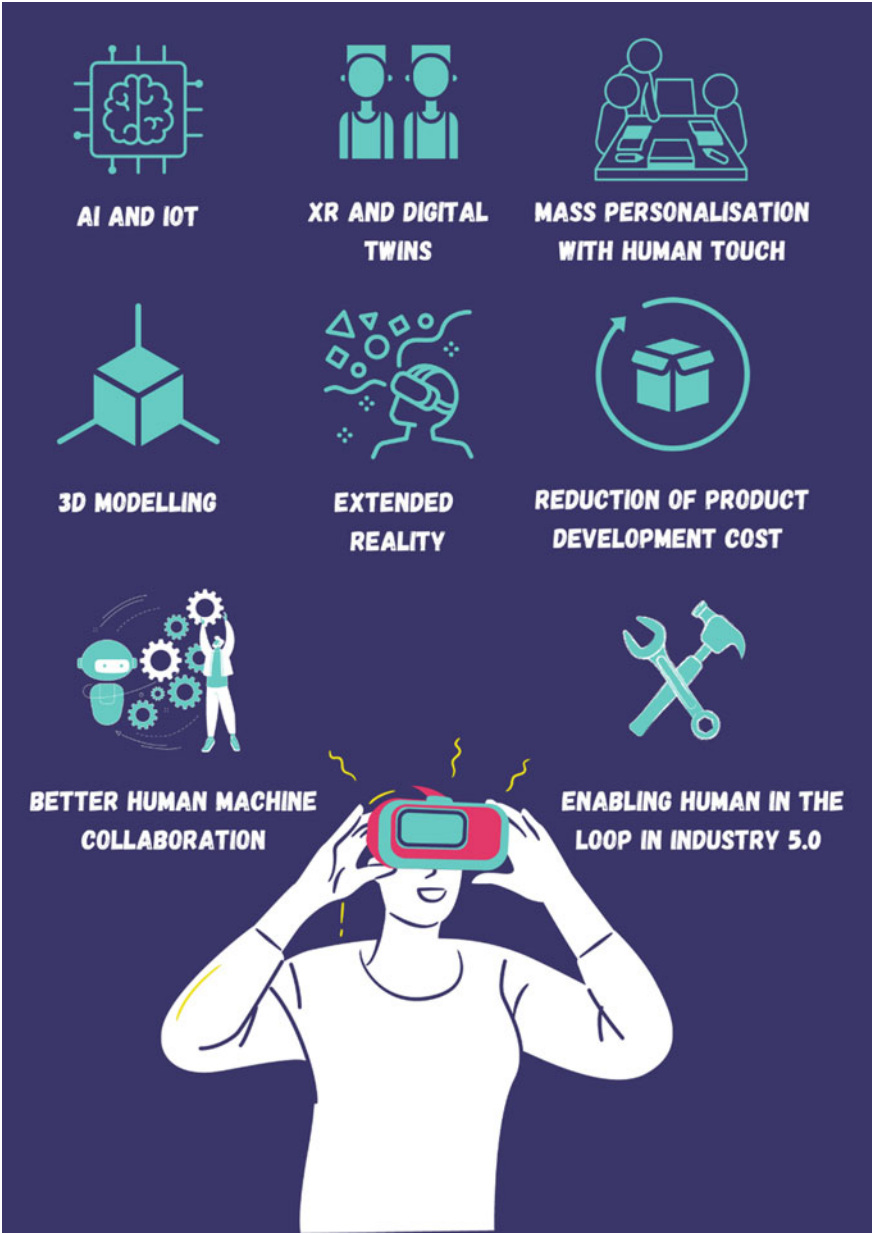 AI AND IOT
XR AND DIGITAL
TWINS
MASS PERSONALISATION
WITH HUMAN TOUCH
3D MODELLING
EXTENDED
REALITY
REDUCTION OF PRODUCT
DEVELOPMENT COST
BETTER HUMAN MACHINE
COLLABORATION
ENABLING HUMAN IN THE
LOOP IN INDUSTRY 5.0